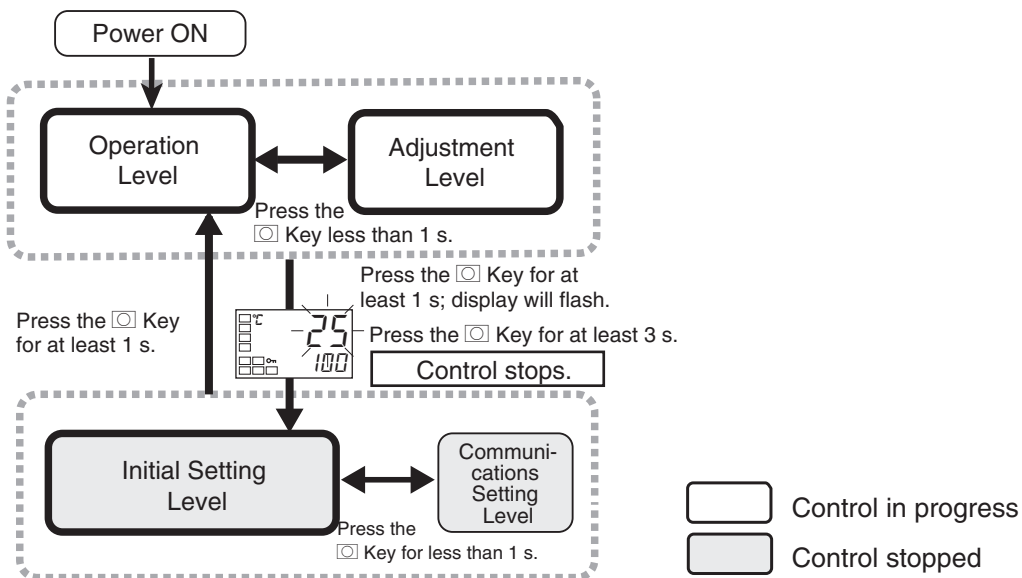 Power ON
Operation
Level
Adjustment
Level
Press the
Key less than 1 s.
Press the Key for at
least 1 s; display will flash.
Press the Key
for at least 1 s.
°C
25
100
Press the Key for at least 3 s.
Control stops.
Initial Setting
Level
Communi-
cations
Setting
Level
Press the
Key for less than 1 s.
Control in progress
Control stopped